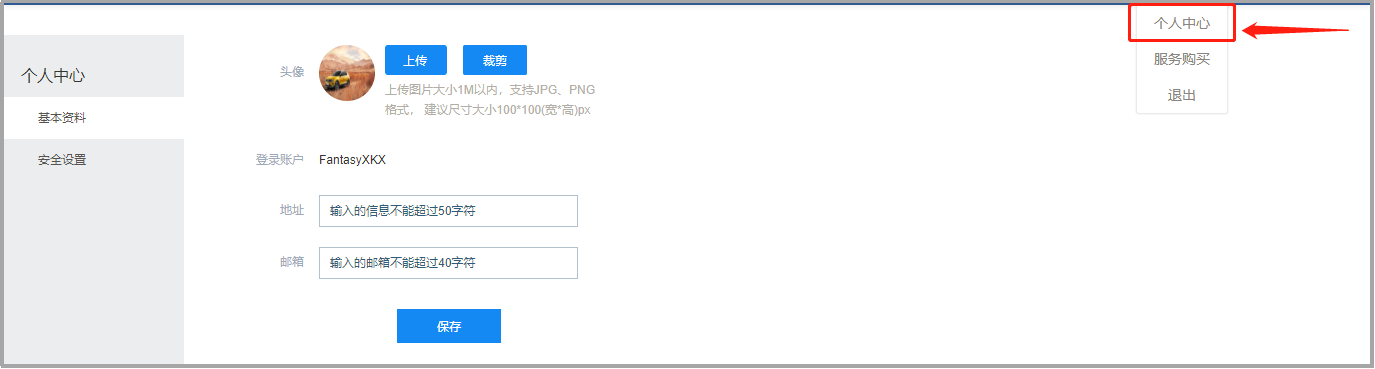 个人中心
服务购买
退出
个人中心
基本资料
安全设置
头像
上传
裁剪
上传图片大小1M以内，支持JPG、PNG
格式， 建议尺寸大小100*100(宽*高)px
登录账户 FantasyXKX
地址 输入的信息不能超过50字符
邮箱 输入的邮箱不能超过40字符
保存